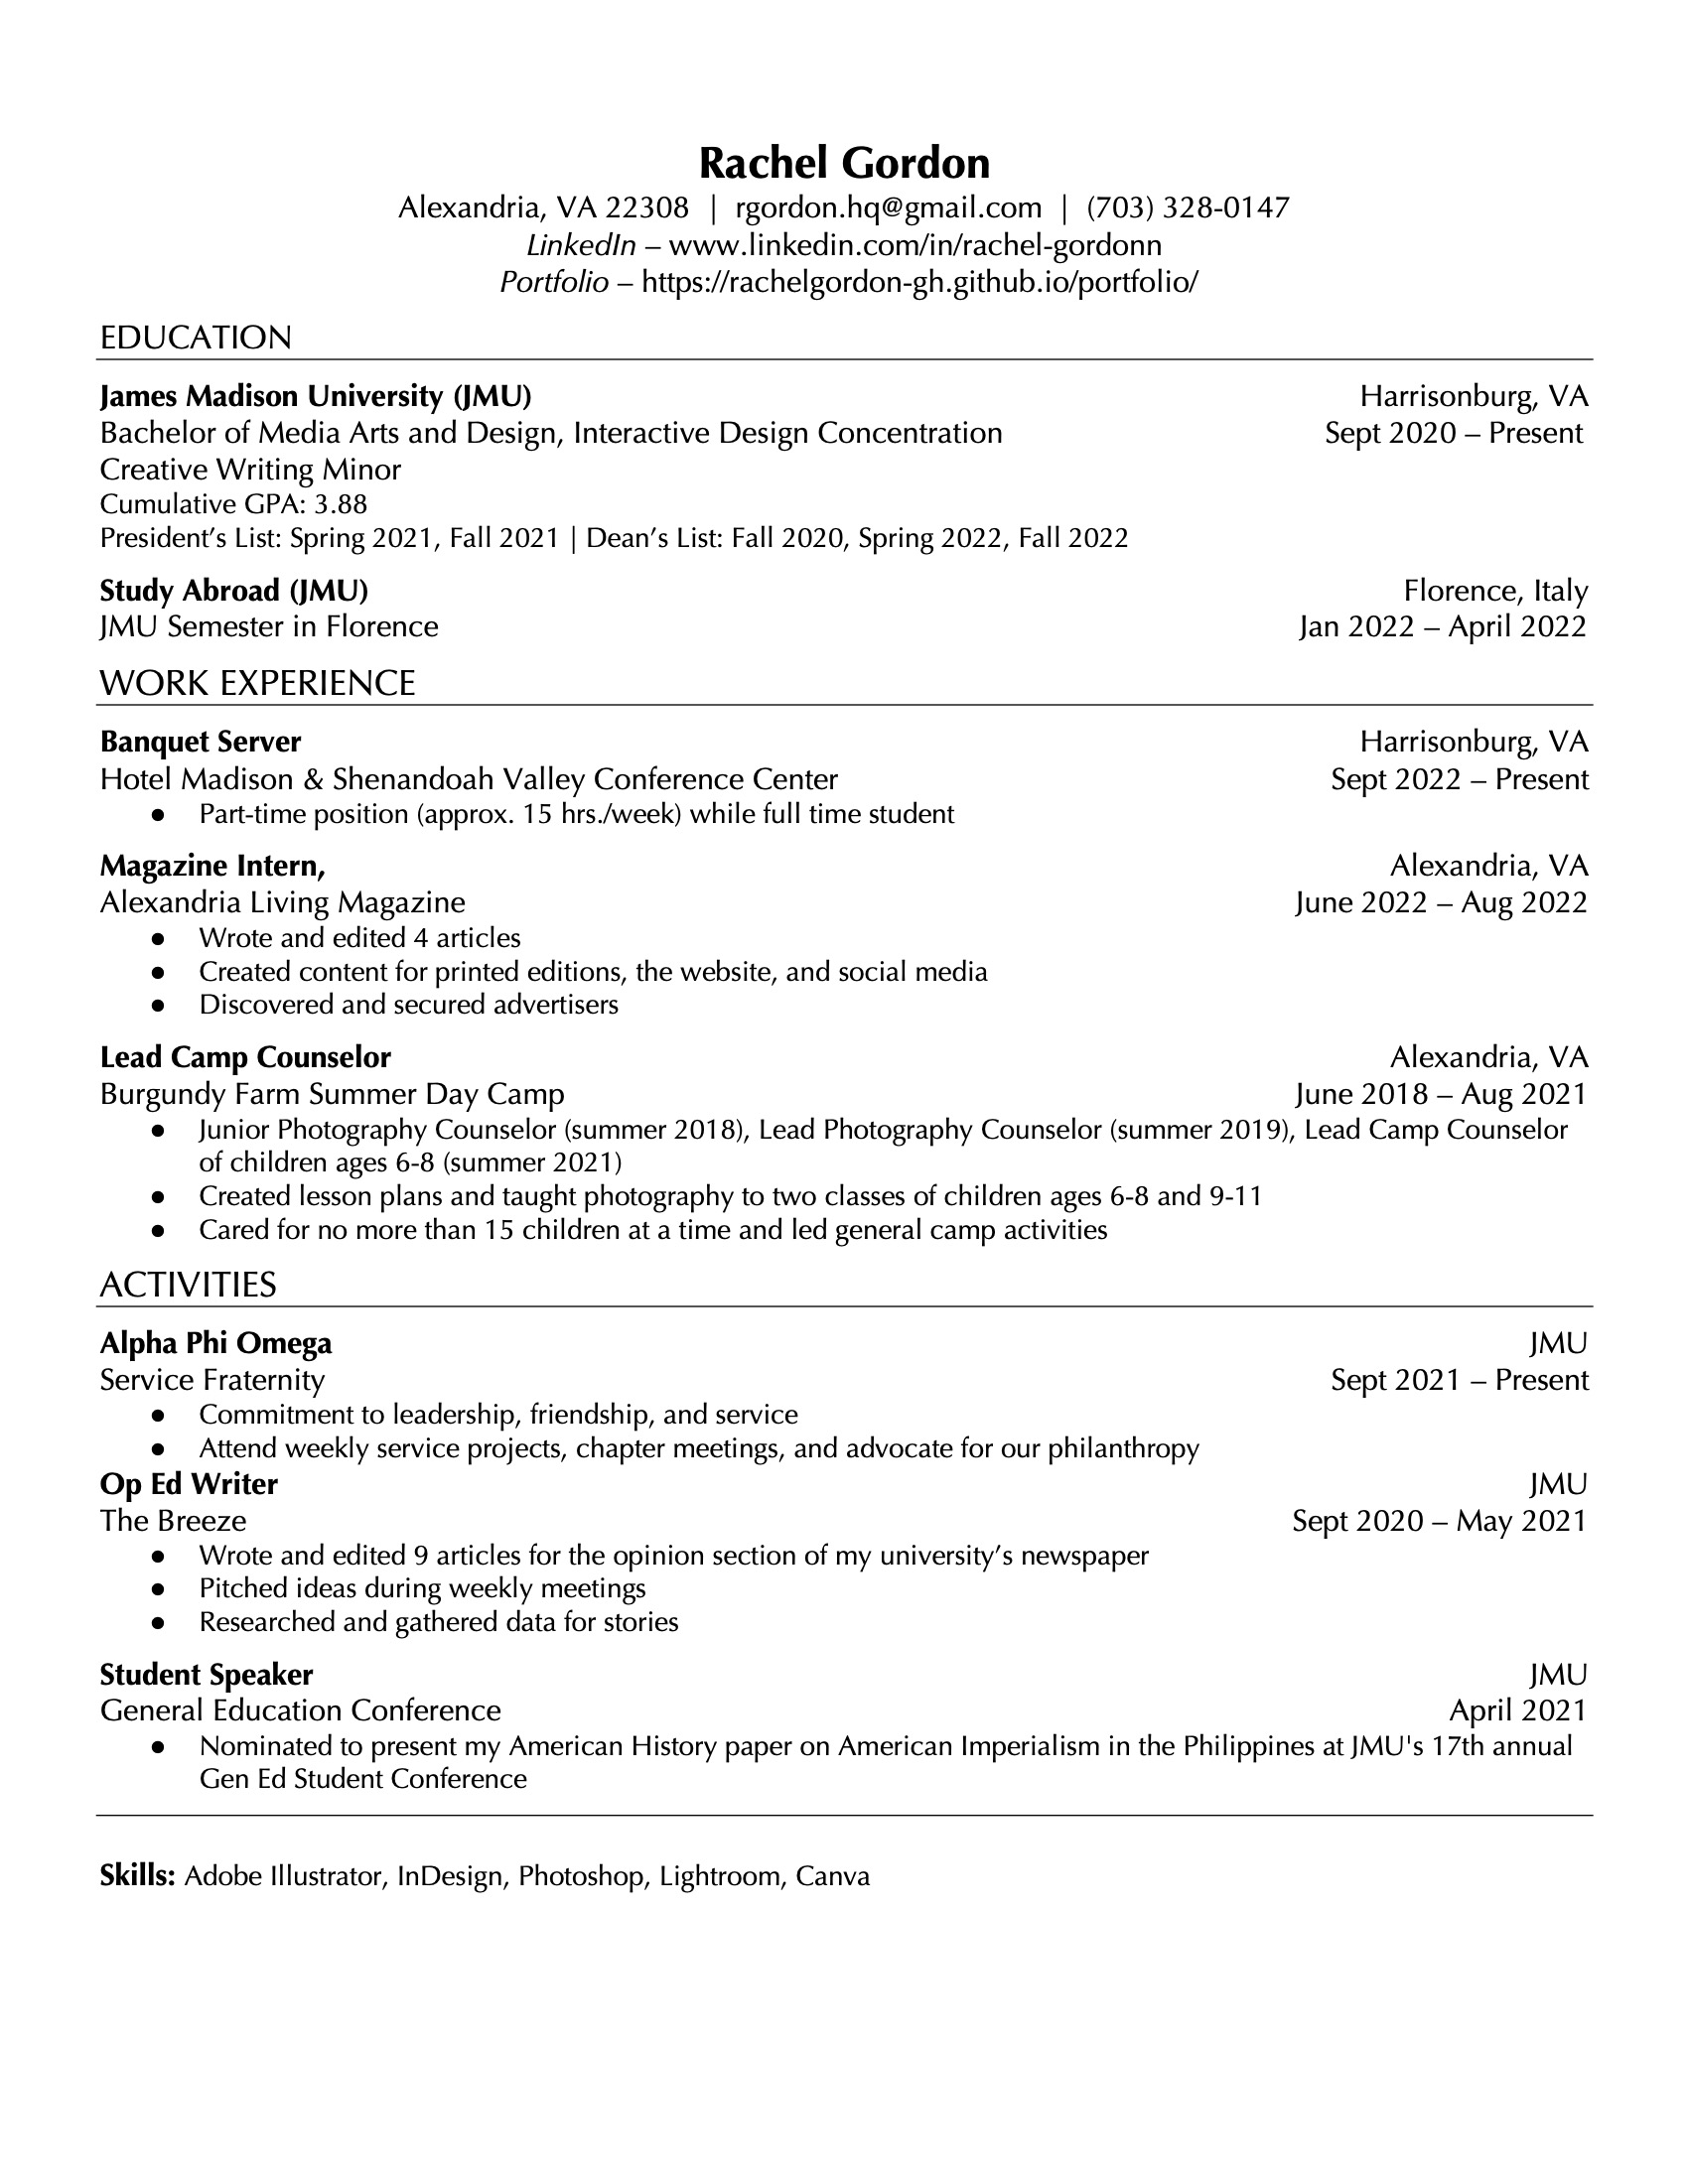 Rachel Gordon
Alexandria, VA 22308 | rgordon.hq@gmail.com | (703) 328-0147
LinkedIn – www.linkedin.com/in/rachel-gordonn
Portfolio – https://rachelgordon-gh.github.io/portfolio/
EDUCATION
James Madison University (JMU) Harrisonburg, VA
Bachelor of Media Arts and Design, Interactive Design Concentration Sept 2020 – Present
Creative Writing Minor
Cumulative GPA: 3.88
President’s List: Spring 2021, Fall 2021 | Dean’s List: Fall 2020, Spring 2022, Fall 2022
Study Abroad (JMU) Florence, Italy
JMU Semester in Florence Jan 2022 – April 2022
WORK EXPERIENCE
Banquet Server Harrisonburg, VA
Hotel Madison & Shenandoah Valley Conference Center Sept 2022 – Present
● Part-time position (approx. 15 hrs./week) while full time student
Magazine Intern, Alexandria, VA
Alexandria Living Magazine June 2022 – Aug 2022
● Wrote and edited 4 articles
● Created content for printed editions, the website, and social media
● Discovered and secured advertisers
Lead Camp Counselor Alexandria, VA
Burgundy Farm Summer Day Camp June 2018 – Aug 2021
● Junior Photography Counselor (summer 2018), Lead Photography Counselor (summer 2019), Lead Camp Counselor
of children ages 6-8 (summer 2021)
● Created lesson plans and taught photography to two classes of children ages 6-8 and 9-11
● Cared for no more than 15 children at a time and led general camp activities
ACTIVITIES
Alpha Phi Omega JMU
Service Fraternity Sept 2021 – Present
● Commitment to leadership, friendship, and service
● Attend weekly service projects, chapter meetings, and advocate for our philanthropy
Op Ed Writer JMU
The Breeze Sept 2020 – May 2021
● Wrote and edited 9 articles for the opinion section of my university’s newspaper
● Pitched ideas during weekly meetings
● Researched and gathered data for stories
Student Speaker JMU
General Education Conference April 2021
● Nominated to present my American History paper on American Imperialism in the Philippines at JMU's 17th annual
Gen Ed Student Conference
Skills: Adobe Illustrator, InDesign, Photoshop, Lightroom, Canva